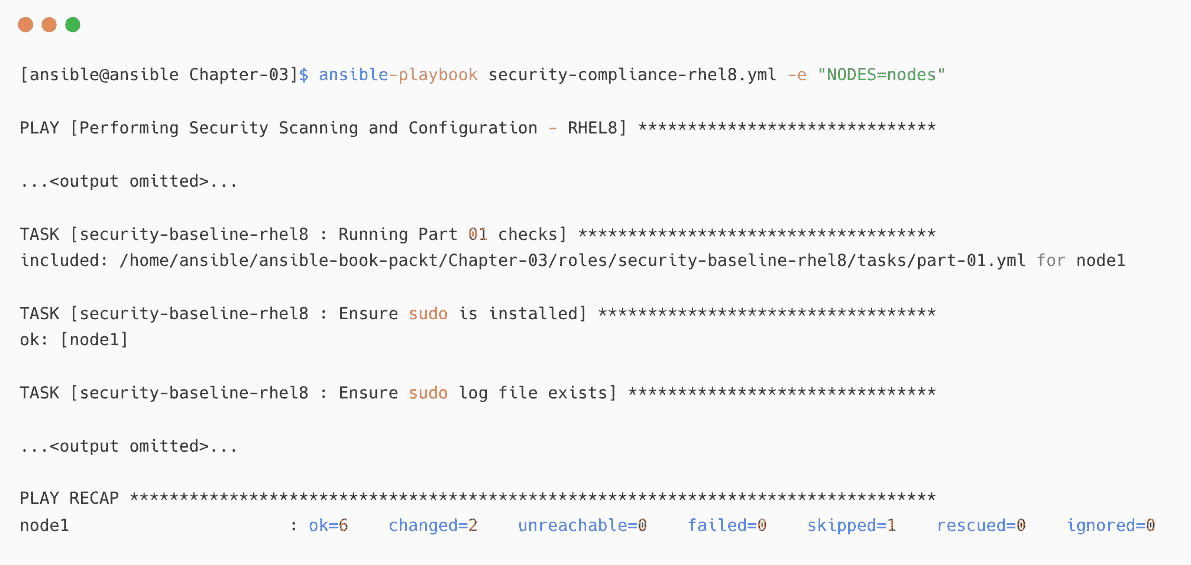 [ansible@ansible Chapter-03]$ ansible-playbook security-compliance-rhel8.yml -e "NODES=nodes"
PLAY [Performing Security Scanning and Configuration - RHEL8] ******************************
...<output omitted>...
TASK [security-baseline-rhel8 : Running Part 01 checks] ************************************
included: /home/ansible/ansible-book-packt/Chapter-03/roles/security-baseline-rhel8/tasks/part-01.yml for node1
TASK [security-baseline-rhel8 : Ensure sudo is installed] **********************************
ok: [node1]
TASK [security-baseline-rhel8 : Ensure sudo log file exists] *******************************
...<output omitted>...
PLAY RECAP *********************************************************************************
node1                      : ok=6    changed=2    unreachable=0    failed=0    skipped=1    rescued=0    ignored=0